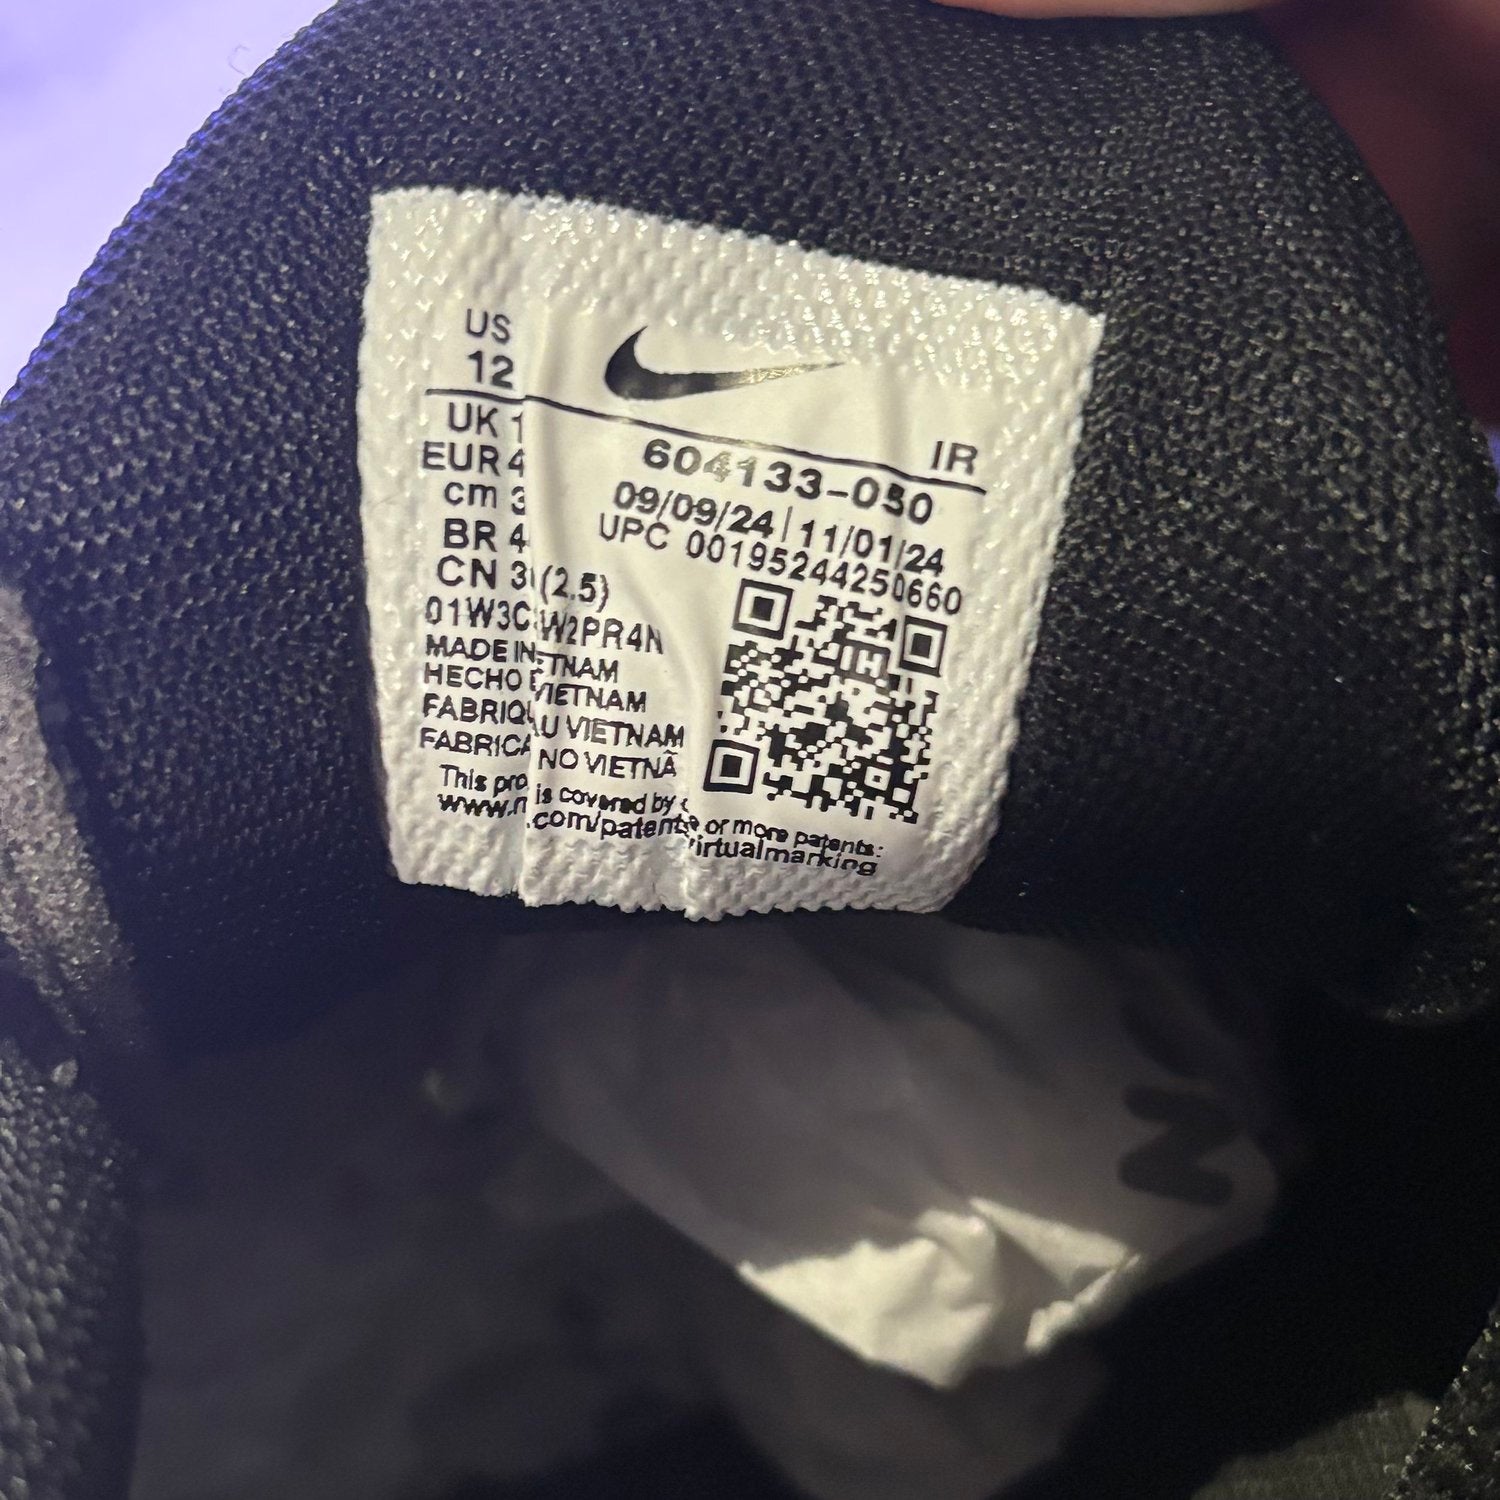 US
12
UK 1
EUR 4
cm 3
BR 4
CN 3 (2.5)
01W3C W2PR4N
MADE IN ETNAM
HECHO E VIETNAM
FABRIQU AU VIETNAM
FABRICA NO VIETNÃ
IR
604133-050
09/09/24 | 11/01/24
UPC 00195244250660
This pro is covered by or more patents:
www.n .com/patents virtualmarking